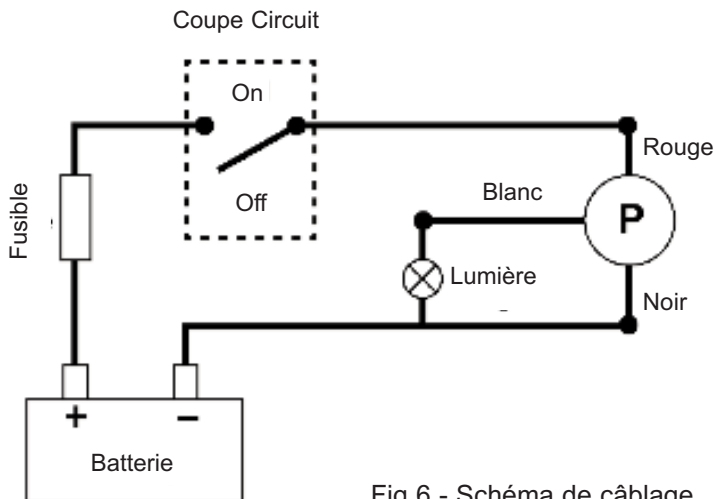 Coupe Circuit
On
Off
Fusible
Rouge
Blanc
P
Lumière
Noir
+ −
Batterie
Fig.6 - Schéma de câblage